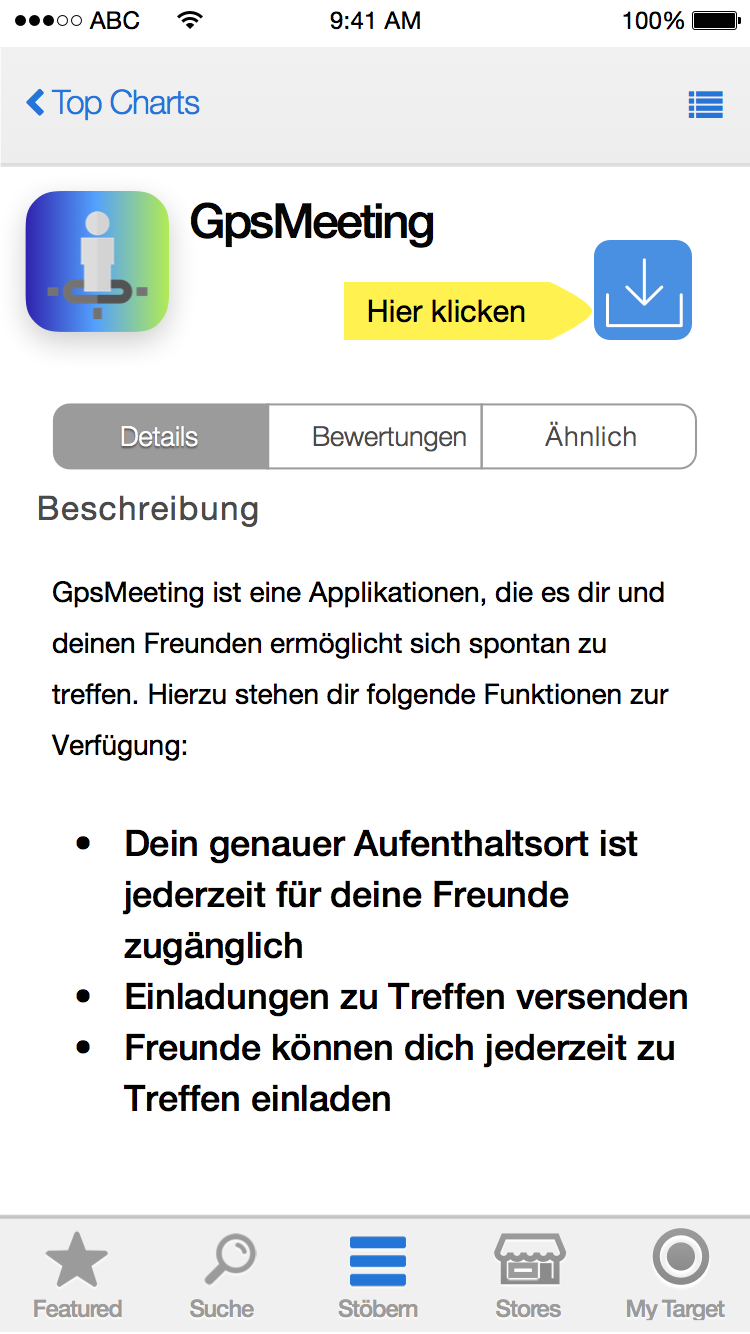 ABC 9:41 AM 100%
Top Charts
GpsMeeting
Hier klicken
Details Bewertungen Ähnlich
Beschreibung
GpsMeeting ist eine Applikationen, die es dir und
deinen Freunden ermöglicht sich spontan zu
treffen. Hierzu stehen dir folgende Funktionen zur
Verfügung:
• Dein genauer Aufenthaltsort ist
jederzeit für deine Freunde
zugänglich
• Einladungen zu Treffen versenden
• Freunde können dich jederzeit zu
Treffen einladen
Featured Suche Stöbern Stores My Target